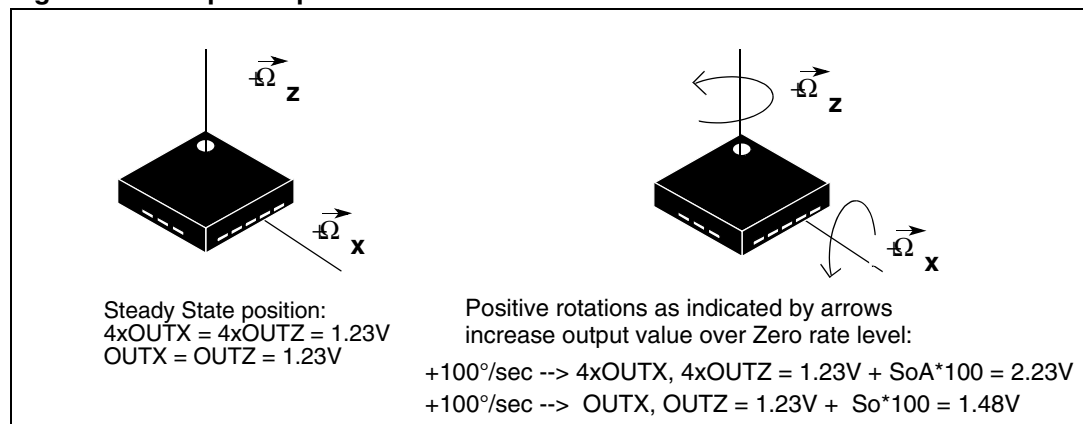 +Ω z
+Ω x
Steady State position:
4xOUTX = 4xOUTZ = 1.23V
OUTX = OUTZ = 1.23V
+Ω z
+Ω x
Positive rotations as indicated by arrows
increase output value over Zero rate level:
+100°/sec --> 4xOUTX, 4xOUTZ = 1.23V + SoA*100 = 2.23V
+100°/sec --> OUTX, OUTZ = 1.23V + So*100 = 1.48V